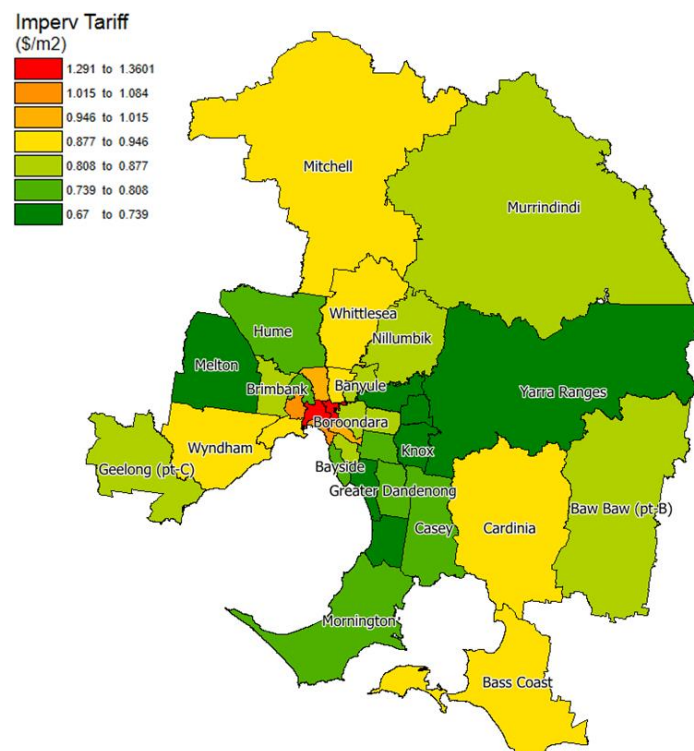 Imperv Tariff
($/m2)
1.291 to 1.3601
1.015 to 1.084
0.946 to 1.015
0.877 to 0.946
0.808 to 0.877
0.739 to 0.808
0.67 to 0.739
Mitchell
Murrindindi
Whittlesea
Hume
Nillumbik
Melton
Brimbank
Banyule
Yarra Ranges
Boroondara
Wyndham
Knox
Geelong (pt-C)
Bayside
Greater Dandenong
Baw Baw (pt-B)
Casey
Cardinia
Mornington
Bass Coast